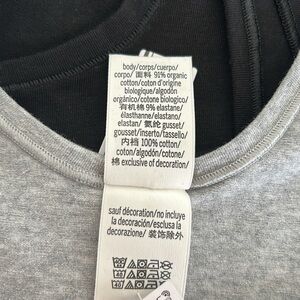 body/corps/cuerpo/
corpo/ 面料 91% organic
cotton/coton d'origine
biologique/algodón
orgánico/cotone biologico/
有机棉 9% elastane/
élasthanne/elastano/
elastan/ 氨纶 gusset/
gousset/inserto/tassello/
内裆 100% cotton/
coton/algodón/cotone/
棉 exclusive of decoration/
sauf décoration/no incluye
la decoración/esclusa la
decorazione/ 装饰除外